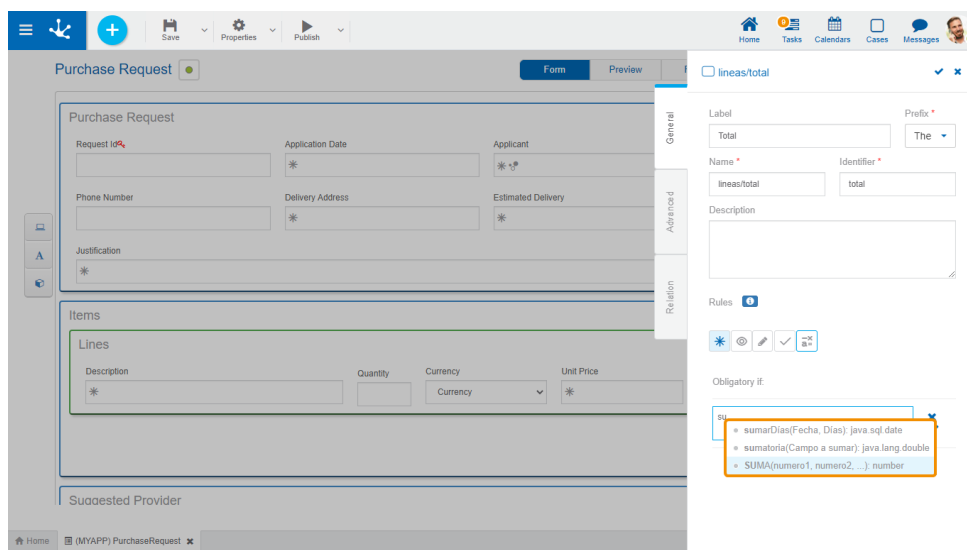 Save
Properties
Publish
Home
Tasks
Calendars
Cases
Messages
Purchase Request
Form
Preview
Purchase Request
Request Id
Application Date
Applicant
Phone Number
Delivery Address
Estimated Delivery
Justification
Items
Lines
Description
Quantity
Currency
Unit Price
Currency
Suggested Provider
Home
(MYAPP) PurchaseRequest
General
Advanced
Relation
lineas/total
Label
Prefix *
Total
The
Name *
Identifier *
lineas/total
total
Description
Rules
Obligatory if:
su
sumarDías(Fecha, Días): java.sql.date
sumatoria(Campo a sumar): java.lang.double
SUMA(numero1, numero2, ...): number